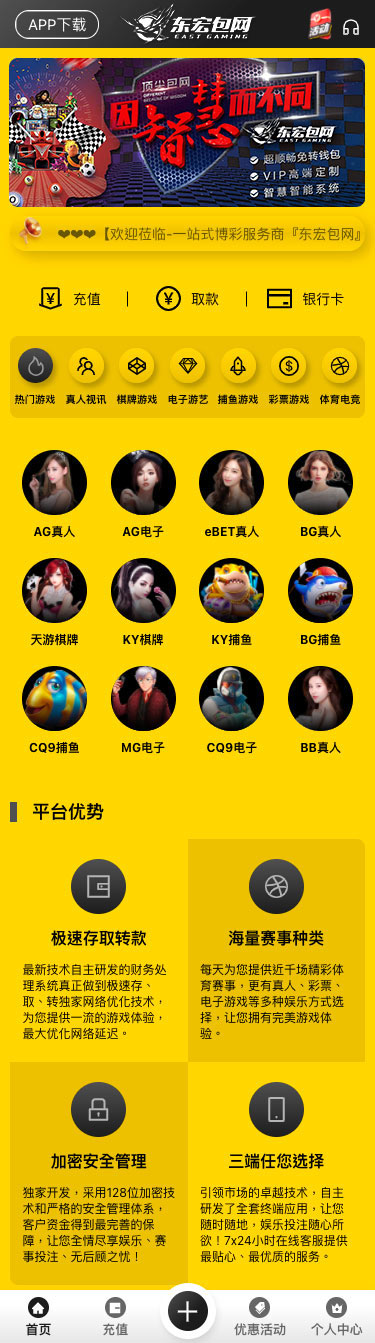 APP下载
东宏包网
EAST GAMING
活动
顶尖包网
DIFFERENT
BECAUSE OF WISDOM
因智慧而不同
东宏包网
EAST GAMING
超顺畅免转钱包
VIP高端定制
智慧智能系统
❤❤❤【欢迎莅临-一站式博彩服务商『东宏包网』
充值
取款
银行卡
热门游戏
真人视讯
棋牌游戏
电子游艺
捕鱼游戏
彩票游戏
体育电竞
AG真人
AG电子
eBET真人
BG真人
天游棋牌
KY棋牌
KY捕鱼
BG捕鱼
CQ9捕鱼
MG电子
CQ9电子
BB真人
平台优势
极速存取转款
最新技术自主研发的财务处
理系统真正做到极速存、
取、转独家网络优化技术，
为您提供一流的游戏体验，
最大优化网络延迟。
海量赛事种类
每天为您提供近千场精彩体
育赛事，更有真人、彩票、
电子游戏等多种娱乐方式选
择，让您拥有完美游戏体
验。
加密安全管理
独家开发，采用128位加密技
术和严格的安全管理体系，
客户资金得到最完善的保
障，让您全情尽享娱乐、赛
事投注、无后顾之忧！
三端任您选择
引领市场的卓越技术，自主
研发了全套终端应用，让您
随时随地，娱乐投注随心所
欲！7x24小时在线客服提供
最贴心、最优质的服务。
首页
充值
优惠活动
个人中心